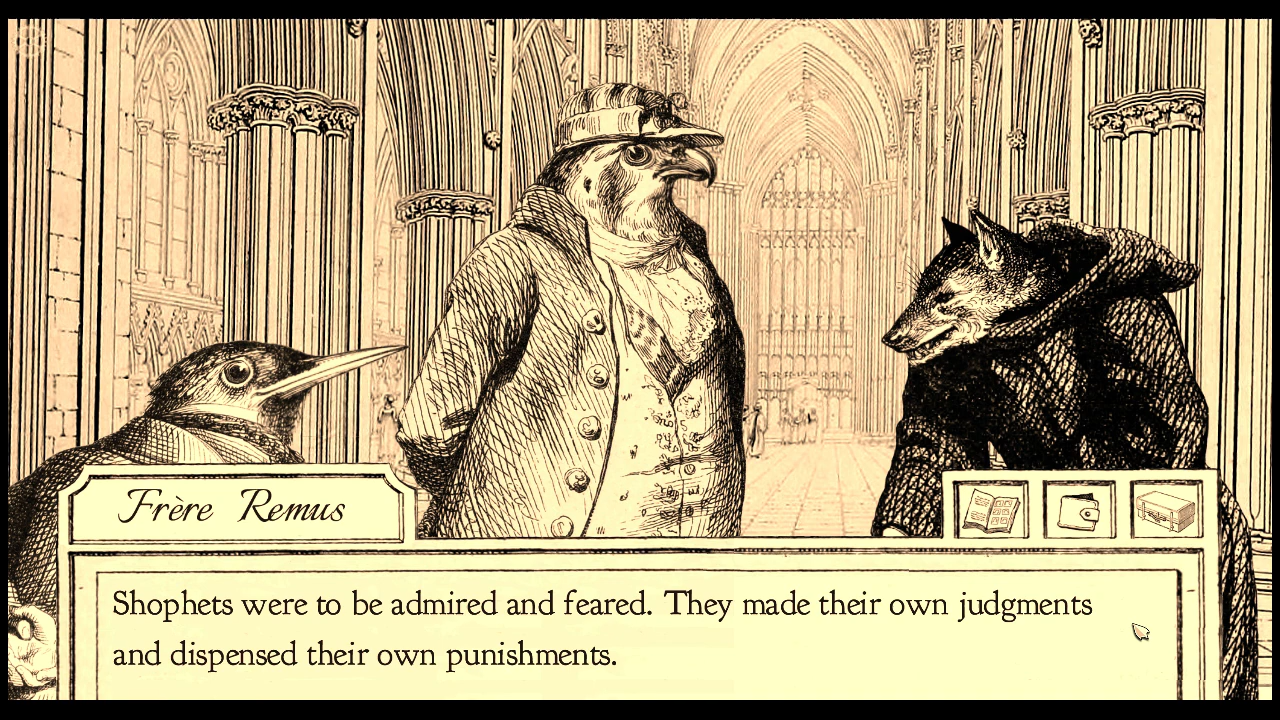 Frère Remus
Shophets were to be admired and feared. They made their own judgments
and dispensed their own punishments.